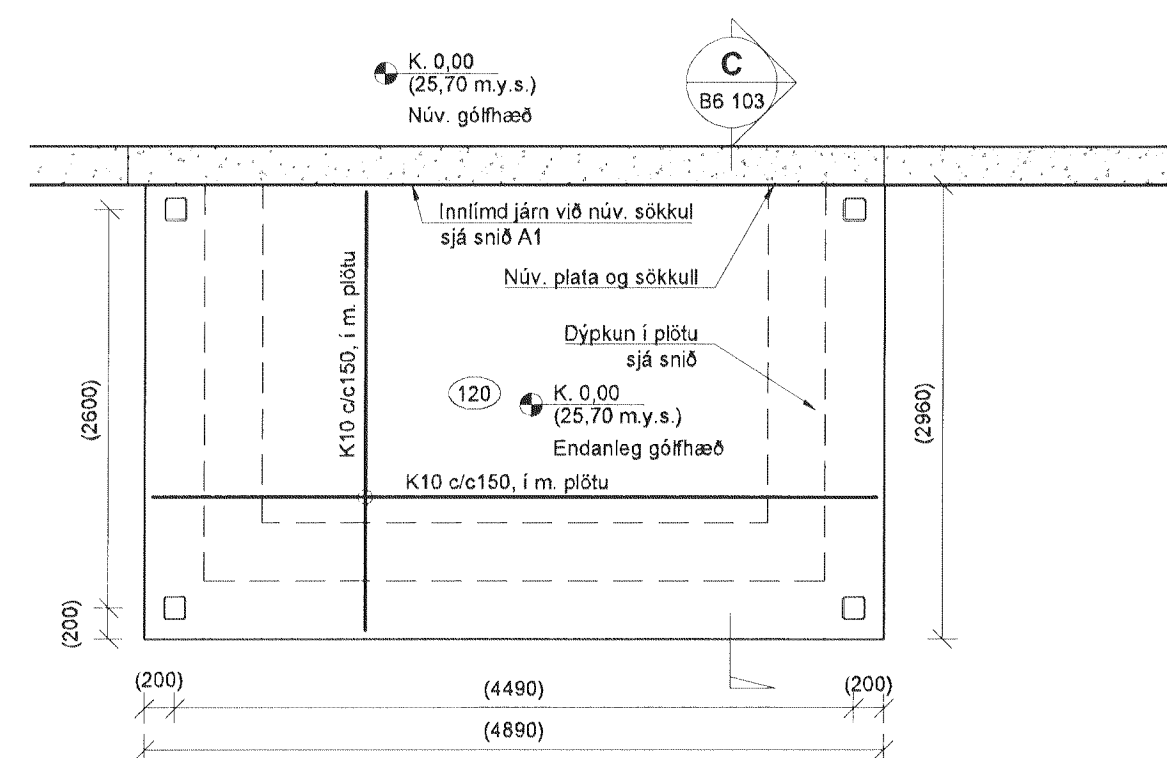 K. 0,00
(25,70 m.y.s.)
Núv. gólfhæð
C
B6 103
Innlímd járn við núv. sökkul
sjá snið A1
Núv. plata og sökkull
Dýpkun í plötu
sjá snið
K10 c/c150, í m. plötu
120
K. 0,00
(25,70 m.y.s.)
Endanleg gólfhæð
K10 c/c150, í m. plötu
(2600)
(2960)
(200)
(200)
(4490)
(200)
(4890)